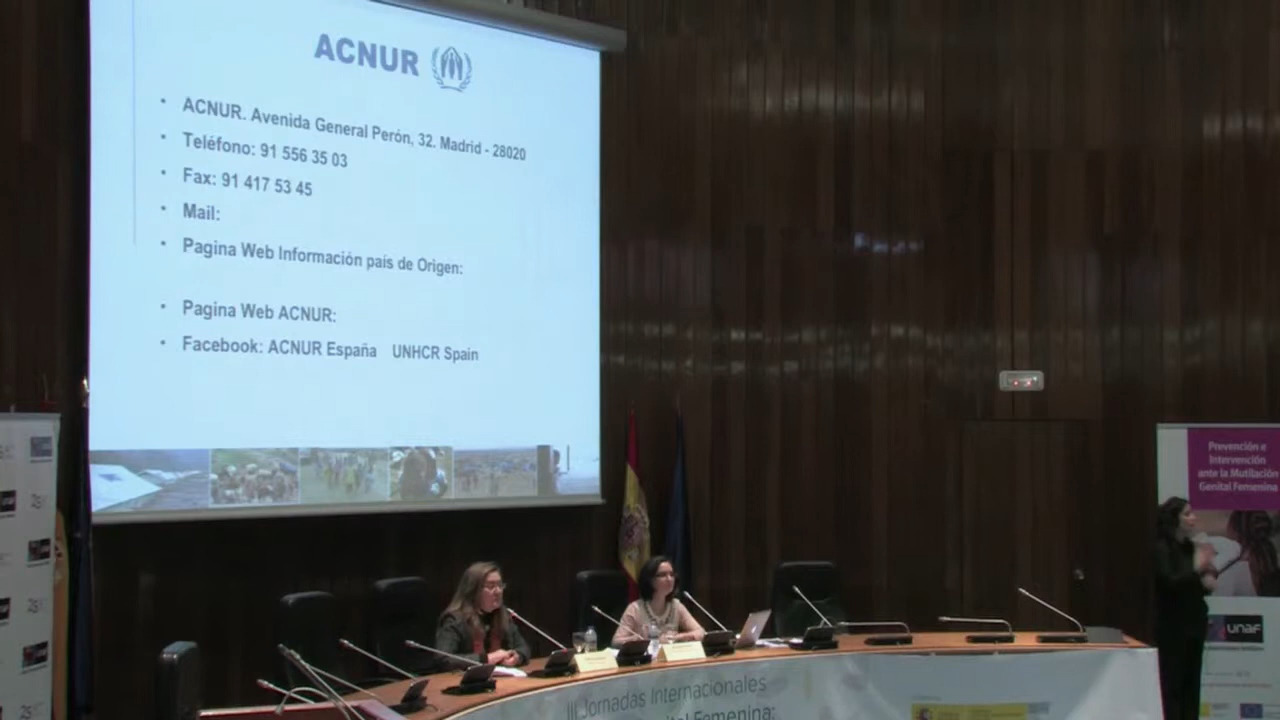 ACNUR
ACNUR. Avenida General Perón, 32. Madrid - 28020
Teléfono: 91 556 35 03
Fax: 91 417 53 45
Mail:
Pagina Web Información país de Origen:
Pagina Web ACNUR:
Facebook: ACNUR España UNHCR Spain
Prevención e
Intervención
ante la Mutilación
Genital Femenina
unaf
III Jornadas Internacionales
Genital Femenina: